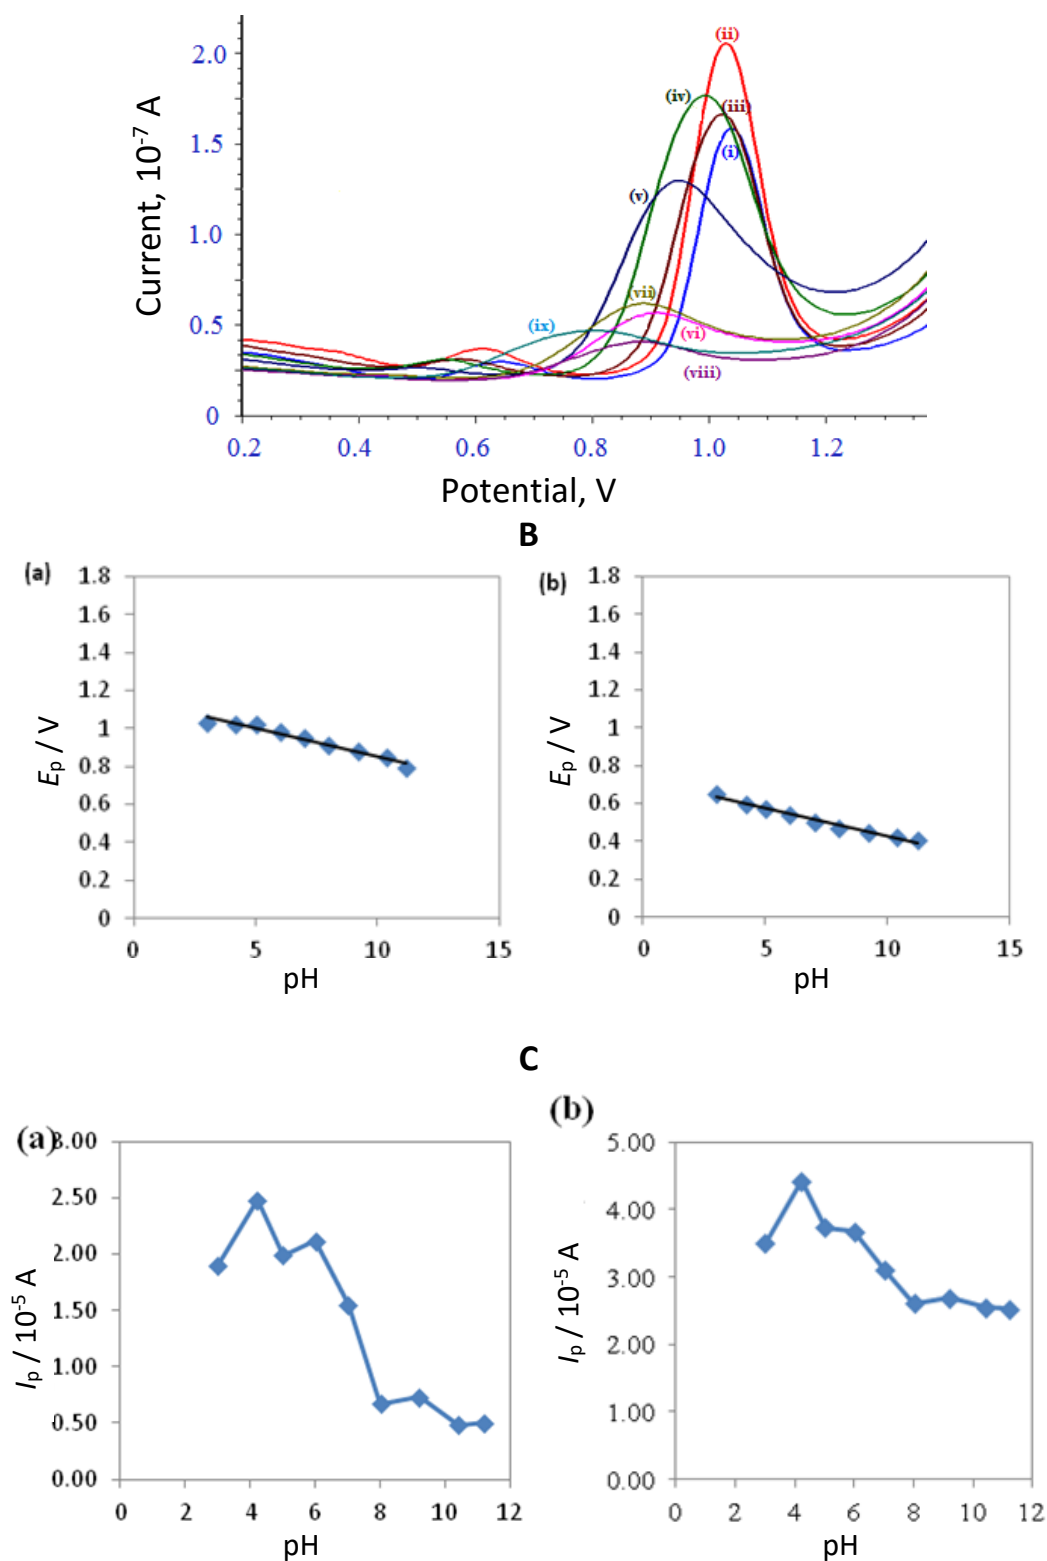 (ii)
2.0
(iv)
(iii)
1.5
(i)
(v)
1.0
Current, 10-7 A
(vii)
(ix)
0.5
(vi)
(viii)
0
0.2 0.4 0.6 0.8 1.0 1.2
Potential, V
B
(a)
1.8
1.6
1.4
1.2
1
0.8
0.6
0.4
0.2
0
Ep / V
0 5 10 15
pH
(b)
1.8
1.6
1.4
1.2
1
0.8
0.6
0.4
0.2
0
Ep / V
0 5 10 15
pH
C
(a)
3.00
2.50
2.00
1.50
1.00
0.50
0.00
Ip / 10-5 A
0 2 4 6 8 10 12
pH
(b)
5.00
4.00
3.00
2.00
1.00
0.00
Ip / 10-5 A
0 2 4 6 8 10 12
pH